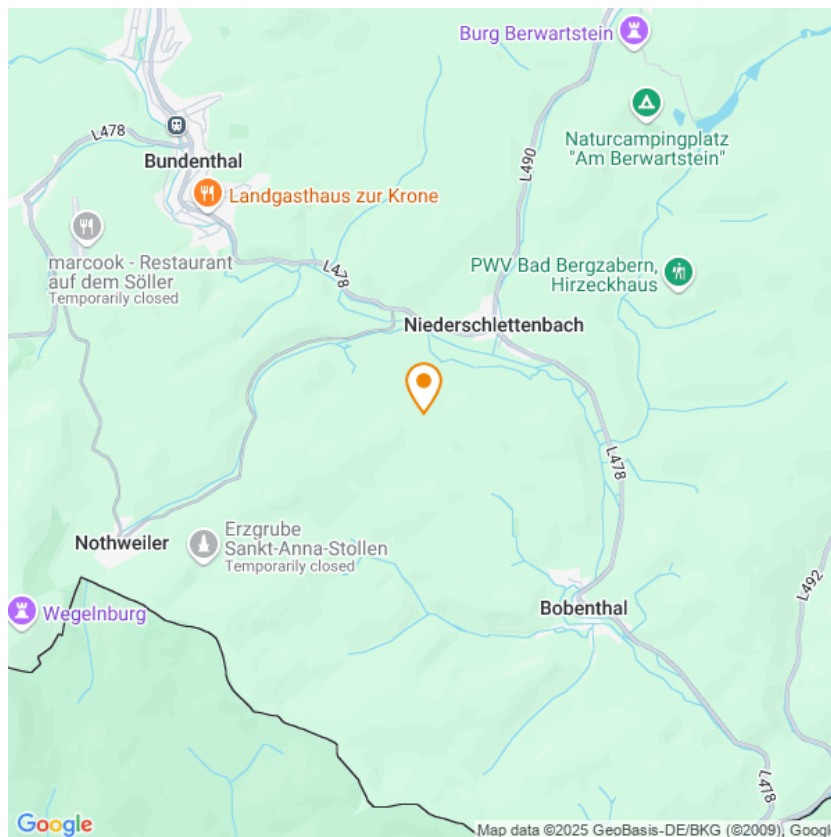 Burg Berwartstein
L478
L490
Naturcampingplatz
"Am Berwartstein"
Bundenthal
Landgasthaus zur Krone
marcook - Restaurant
auf dem Söller
Temporarily closed
L478
PWV Bad Bergzabern,
Hirzeckhaus
Niederschlettenbach
L478
Nothweiler
Erzgrube
Sankt-Anna-Stollen
Temporarily closed
L492
Wegelnburg
Bobenthal
L478
Google
Map data ©2025 GeoBasis-DE/BKG (©2009), Googl